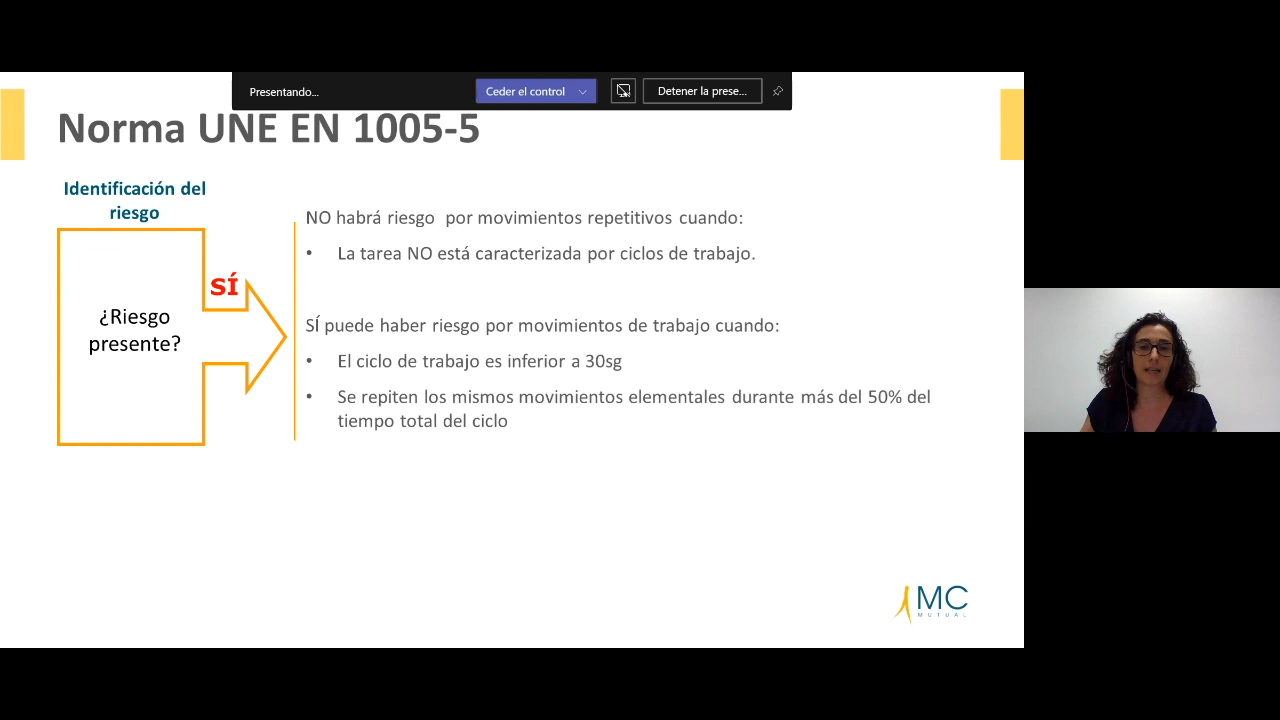 Presentando...
Ceder el control
Detener la prese...
Norma UNE EN 1005-5
Identificación del
riesgo
¿Riesgo
presente?
SÍ
NO habrá riesgo por movimientos repetitivos cuando:
• La tarea NO está caracterizada por ciclos de trabajo.
SÍ puede haber riesgo por movimientos de trabajo cuando:
• El ciclo de trabajo es inferior a 30sg
• Se repiten los mismos movimientos elementales durante más del 50% del
tiempo total del ciclo
MC
MUTUAL